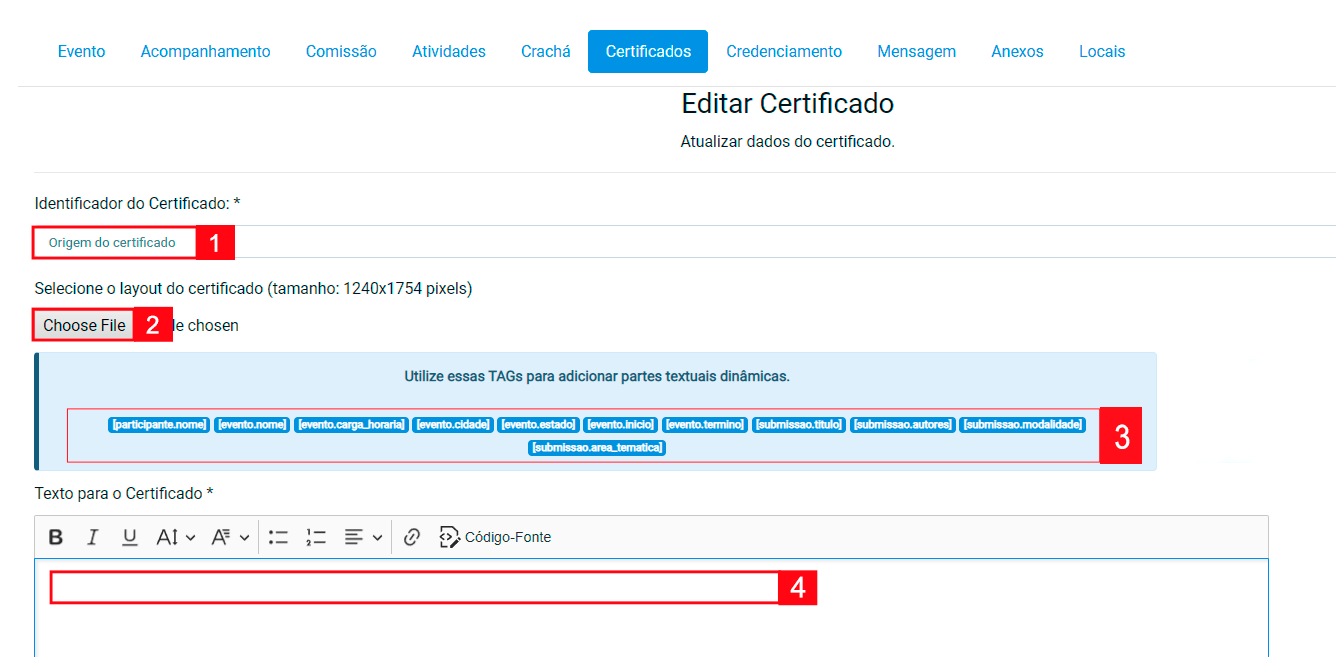 Evento Acompanhamento Comissão Atividades Crachá Certificados Credenciamento Mensagem Anexos Locais
Editar Certificado
Atualizar dados do certificado.
Identificador do Certificado: *
Origem do certificado 1
Selecione o layout do certificado (tamanho: 1240x1754 pixels)
Choose File 2 le chosen
Utilize essas TAGs para adicionar partes textuais dinâmicas.
[participante.nome] [evento.nome] [evento.carga_horaria] [evento.cidade] [evento.estado] [evento.inicio] [evento.termino] [submissao.titulo] [submissao.autores] [submissao.modalidade]
3
[submissao.area_tematica]
Texto para o Certificado *
B I U A A Código-Fonte
4